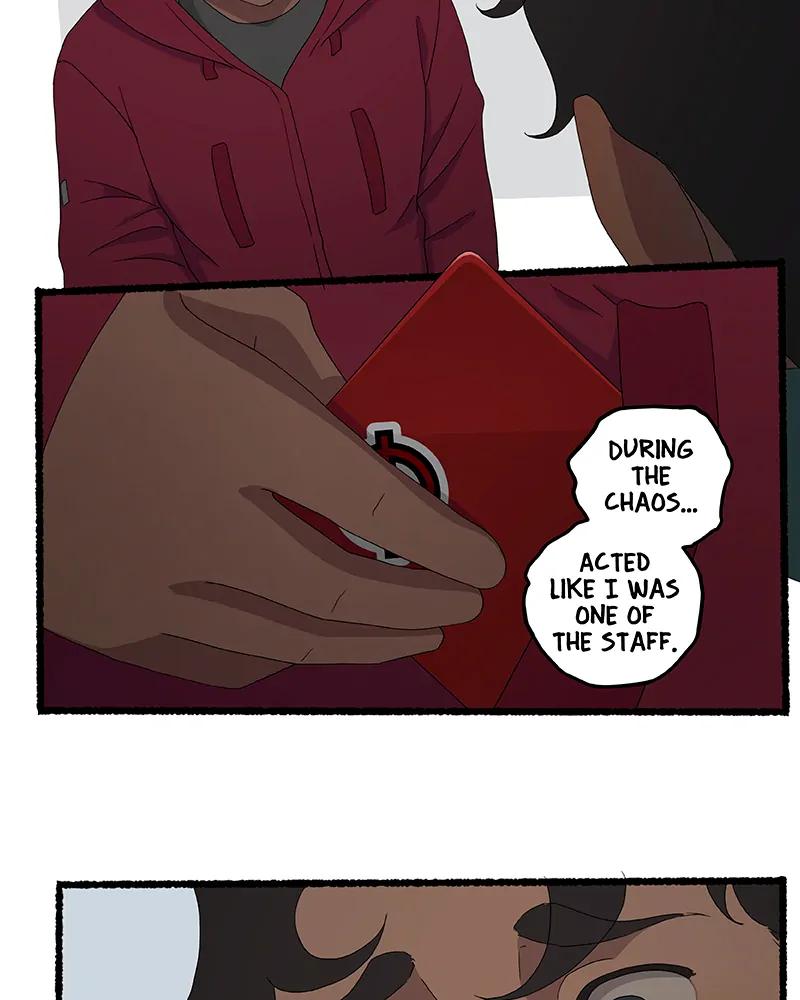 DURING
THE
CHAOS...
ACTED
LIKE I WAS
ONE OF
THE STAFF.